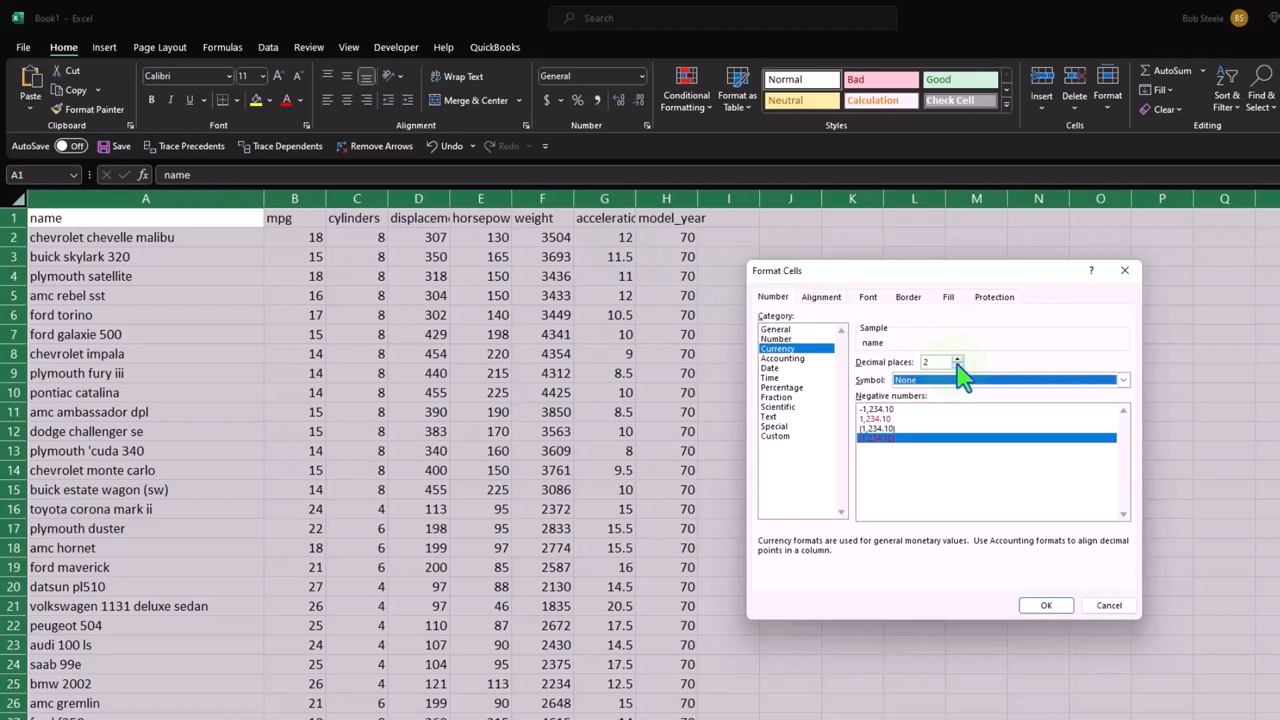 Book1 - Excel
Search
Bob Steele BS
File Home Insert Page Layout Formulas Data Review View Developer Help QuickBooks
Paste
Cut
Copy
Format Painter
Clipboard
Calibri 11
B I U
Font
Wrap Text
Merge & Center
Alignment
General
$ % 9
Number
Conditional Formatting
Format as Table
Normal Bad Good
Neutral Calculation Check Cell
Styles
Insert Delete Format
Cells
AutoSum
Fill
Clear
Sort & Filter
Find & Select
Editing
AutoSave Off Save Trace Precedents Trace Dependents Remove Arrows Undo Redo
A1 fx name
A B C D E F G H I J K L M N O P Q
1 name mpg cylinders displacem horsepow weight acceleratic model_year
2 chevrolet chevelle malibu 18 8 307 130 3504 12 70
3 buick skylark 320 15 8 350 165 3693 11.5 70
4 plymouth satellite 18 8 318 150 3436 11 70
5 amc rebel sst 16 8 304 150 3433 12 70
6 ford torino 17 8 302 140 3449 10.5 70
7 ford galaxie 500 15 8 429 198 4341 10 70
8 chevrolet impala 14 8 454 220 4354 9 70
9 plymouth fury iii 14 8 440 215 4312 8.5 70
10 pontiac catalina 14 8 455 225 4425 10 70
11 amc ambassador dpl 15 8 390 190 3850 8.5 70
12 dodge challenger se 15 8 383 170 3563 10 70
13 plymouth 'cuda 340 14 8 340 160 3609 8 70
14 chevrolet monte carlo 15 8 400 150 3761 9.5 70
15 buick estate wagon (sw) 14 8 455 225 3086 10 70
16 toyota corona mark ii 24 4 113 95 2372 15 70
17 plymouth duster 22 6 198 95 2833 15.5 70
18 amc hornet 18 6 199 97 2774 15.5 70
19 ford maverick 21 6 200 85 2587 16 70
20 datsun pl510 27 4 97 88 2130 14.5 70
21 volkswagen 1131 deluxe sedan 26 4 97 46 1835 20.5 70
22 peugeot 504 25 4 110 87 2672 17.5 70
23 audi 100 ls 24 4 107 90 2430 14.5 70
24 saab 99e 25 4 104 95 2375 17.5 70
25 bmw 2002 26 4 121 113 2234 12.5 70
26 amc gremlin 21 6 199 90 2648 15 70
Format Cells ?
Number Alignment Font Border Fill Protection
Category:
General
Number
Currency
Accounting
Date
Time
Percentage
Fraction
Scientific
Text
Special
Custom
Sample
name
Decimal places: 2
Symbol: None
Negative numbers:
-1,234.10
1,234.10
(1,234.10)
(1,234.10)
Currency formats are used for general monetary values. Use Accounting formats to align decimal
points in a column.
OK Cancel